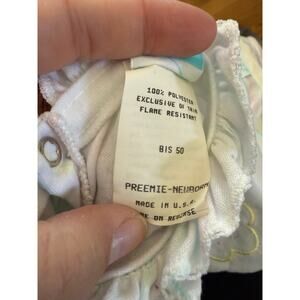 100% POLYESTER
EXCLUSIVE OF TRIM
FLAME RESISTANT
BIS 50
PREEMIE-NEWBORN
MADE IN U.S.A.
ON REVERSE